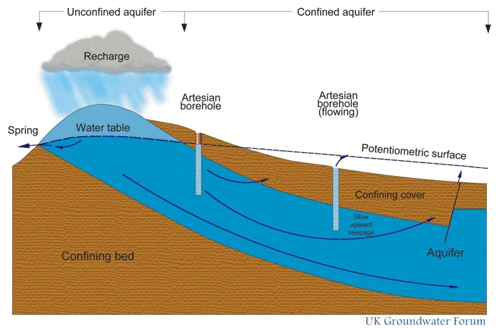 Unconfined aquifer
Confined aquifer
Recharge
Artesian
borehole
Artesian
borehole
(flowing)
Spring
Water table
Potentiometric surface
Confining cover
Slow
upward
seepage
Aquifer
Confining bed
UK Groundwater Forum